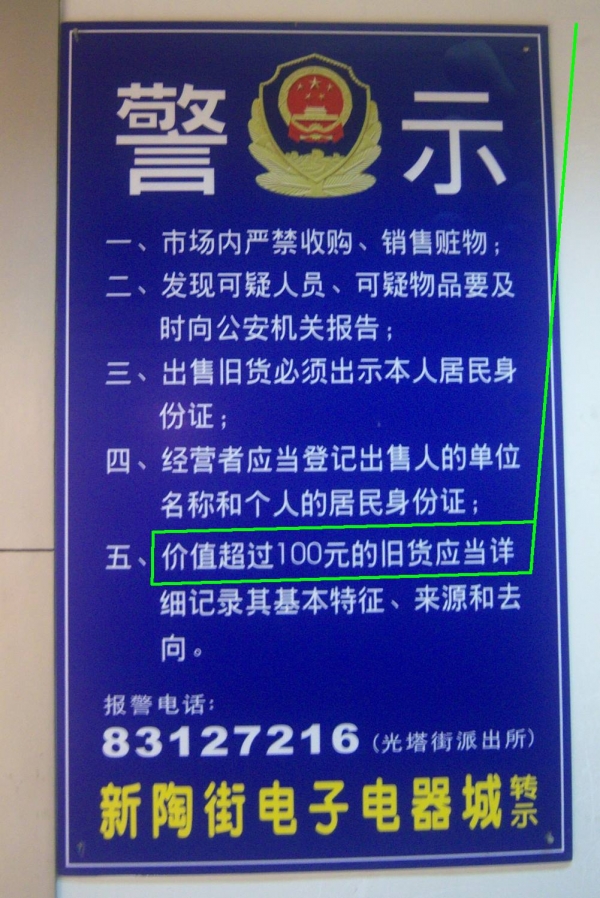 警示
一、市场内严禁收购、销售赃物；
二、发现可疑人员、可疑物品要及
时向公安机关报告；
三、出售旧货必须出示本人居民身
份证；
四、经营者应当登记出售人的单位
名称和个人的居民身份证；
五、价值超过100元的旧货应当详
细记录其基本特征、来源和去
向。
报警电话：
83127216（光塔街派出所）
新陶街电子电器城转示